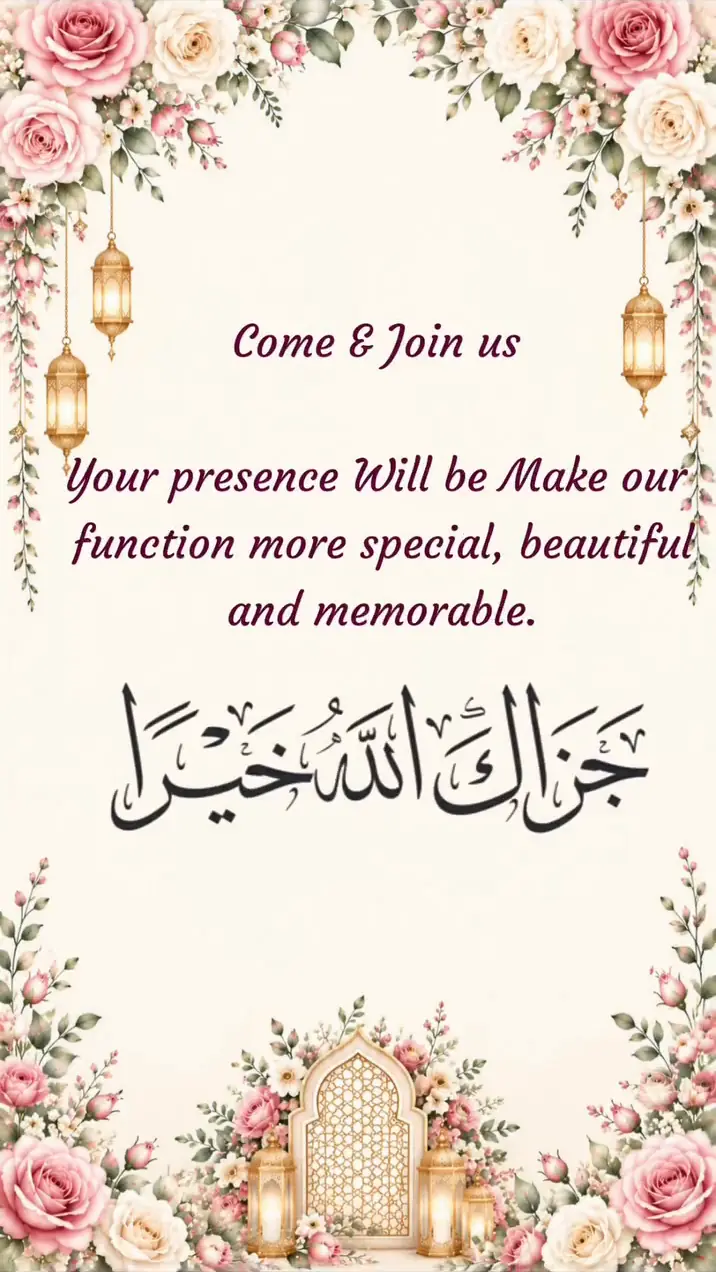 Come & Join us
Your presence Will be Make our
function more special, beautiful
and memorable.
جَزَاكَ اللَّهُ خَيْرًا